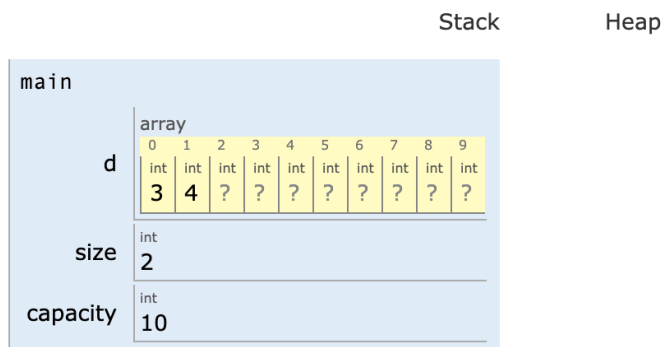 Stack Heap
main
array
0 1 2 3 4 5 6 7 8 9
d int int int int int int int int int int
3 4 ? ? ? ? ? ? ? ?
int
size 2
int
capacity 10